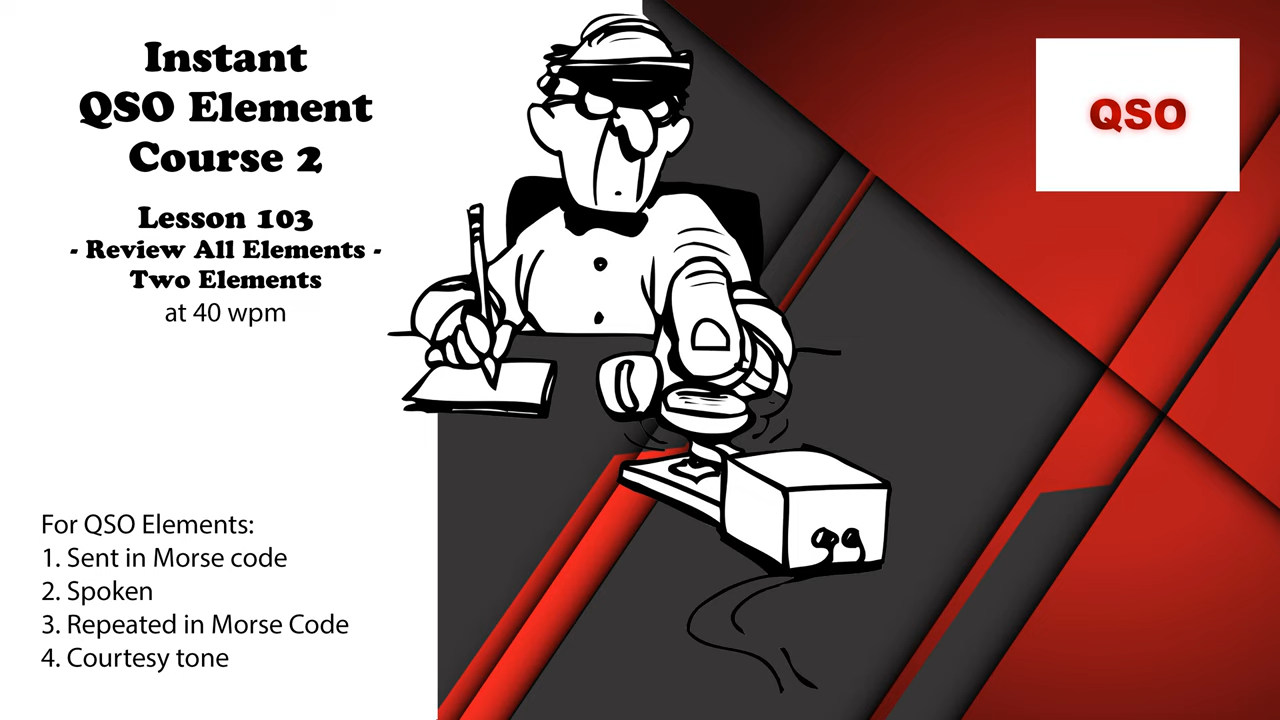 Instant
QSO Element
Course 2
Lesson 103
- Review All Elements -
Two Elements
at 40 wpm
QSO
For QSO Elements:
1. Sent in Morse code
2. Spoken
3. Repeated in Morse Code
4. Courtesy tone